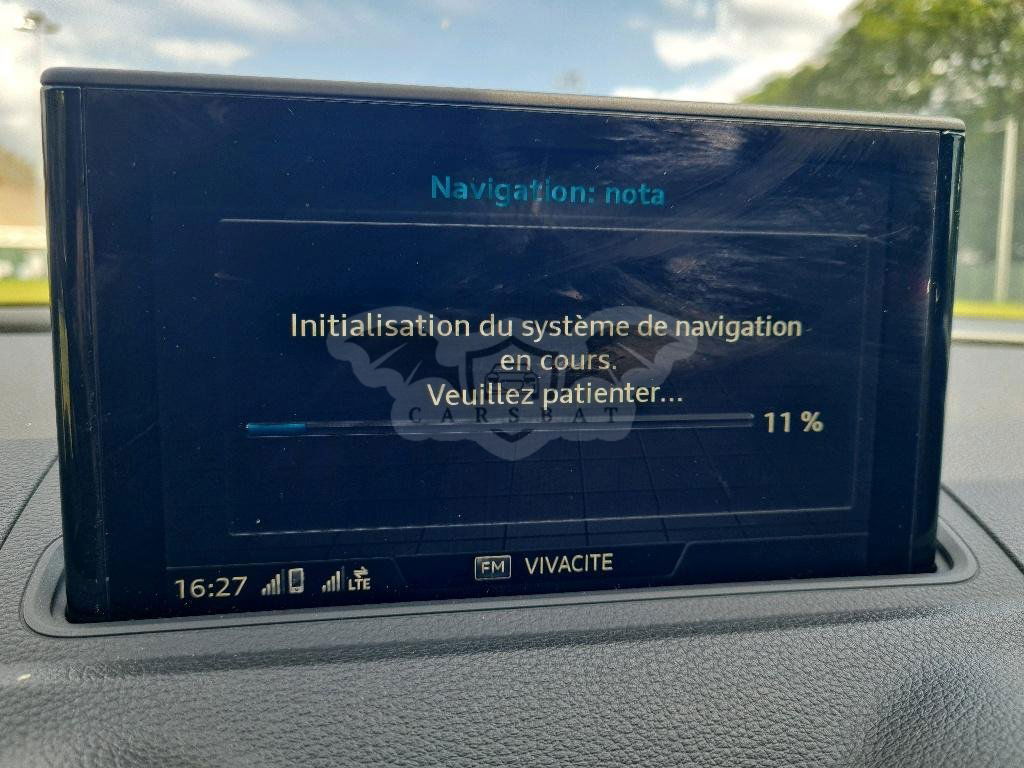 Navigation: nota
Initialisation du système de navigation
en cours.
Veuillez patienter...
CARSBAT
11 %
16:27
LTE
FM VIVACITE